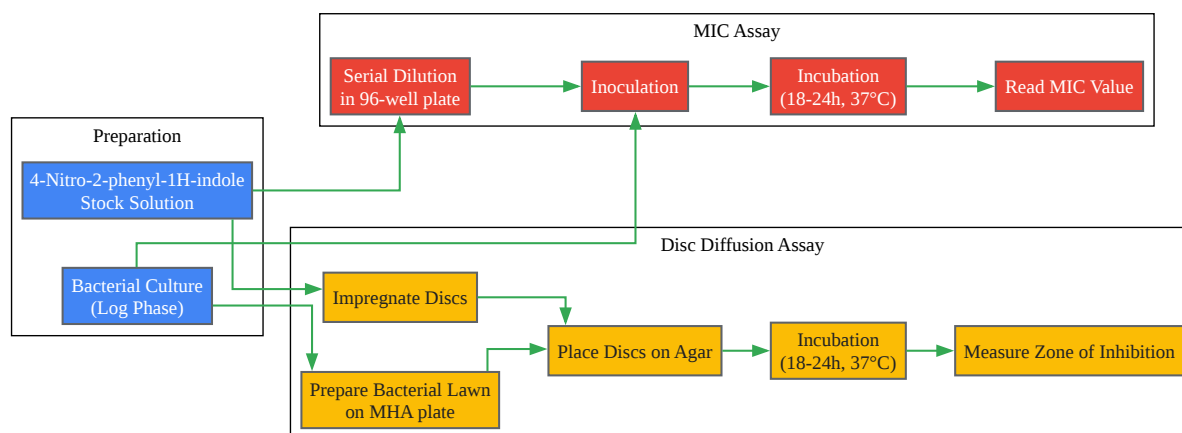 MIC Assay
Serial Dilution
in 96-well plate
Inoculation
Incubation
(18-24h, 37°C)
Read MIC Value
Preparation
4-Nitro-2-phenyl-1H-indole
Stock Solution
Bacterial Culture
(Log Phase)
Disc Diffusion Assay
Impregnate Discs
Prepare Bacterial Lawn
on MHA plate
Place Discs on Agar
Incubation
(18-24h, 37°C)
Measure Zone of Inhibition